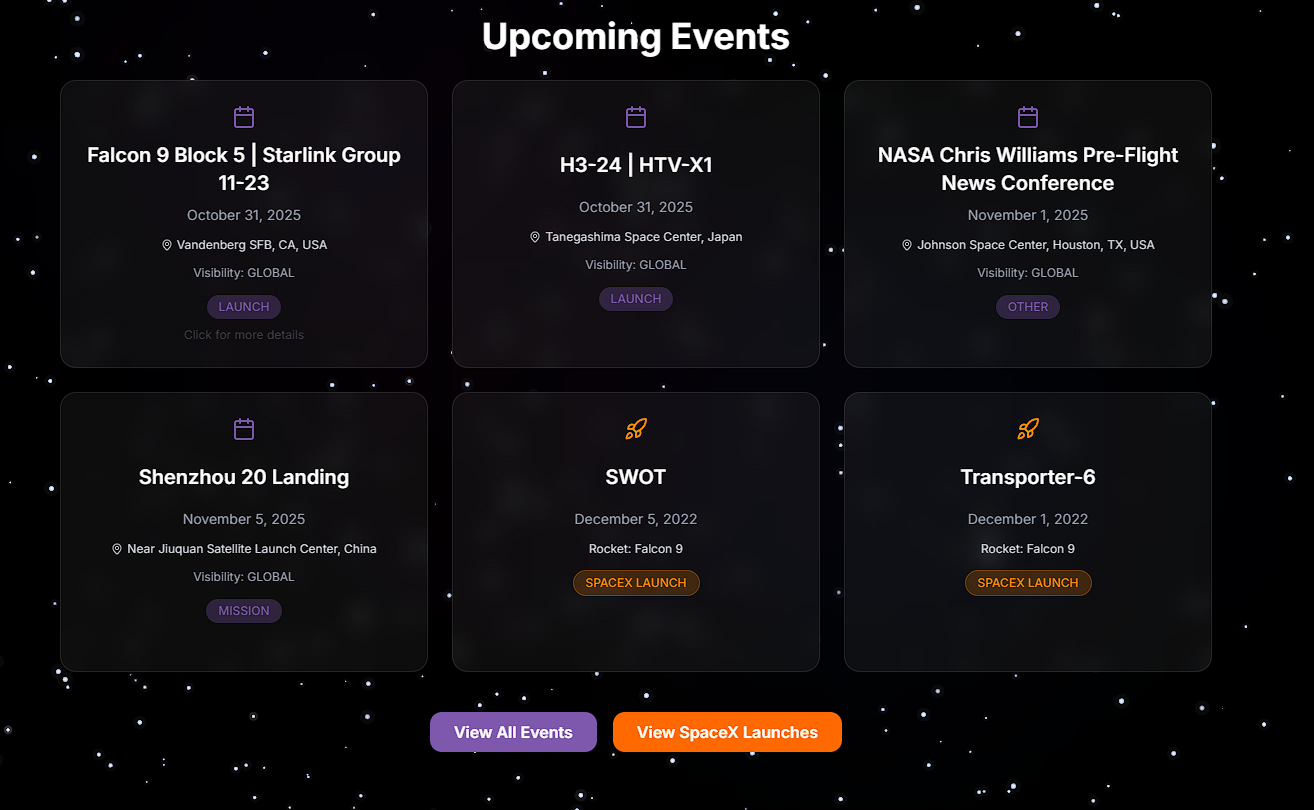 Upcoming Events
Falcon 9 Block 5 | Starlink Group
11-23
October 31, 2025
Vandenberg SFB, CA, USA
Visibility: GLOBAL
LAUNCH
Click for more details
H3-24 | HTV-X1
October 31, 2025
Tanegashima Space Center, Japan
Visibility: GLOBAL
LAUNCH
NASA Chris Williams Pre-Flight
News Conference
November 1, 2025
Johnson Space Center, Houston, TX, USA
Visibility: GLOBAL
OTHER
Shenzhou 20 Landing
November 5, 2025
Near Jiuquan Satellite Launch Center, China
Visibility: GLOBAL
MISSION
SWOT
December 5, 2022
Rocket: Falcon 9
SPACEX LAUNCH
Transporter-6
December 1, 2022
Rocket: Falcon 9
SPACEX LAUNCH
View All Events
View SpaceX Launches